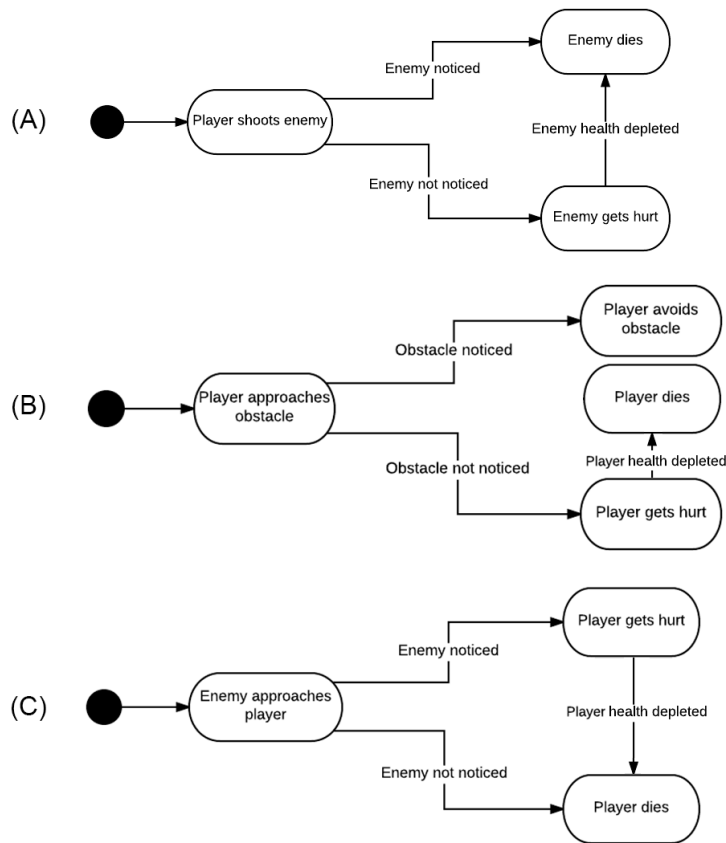 Enemy dies
Enemy noticed
(A)
Player shoots enemy
Enemy health depleted
Enemy not noticed
Enemy gets hurt
Player avoids
obstacle
Obstacle noticed
(B)
Player approaches
obstacle
Player dies
Player health depleted
Obstacle not noticed
Player gets hurt
Player gets hurt
Enemy noticed
(C)
Enemy approaches
player
Player health depleted
Enemy not noticed
Player dies